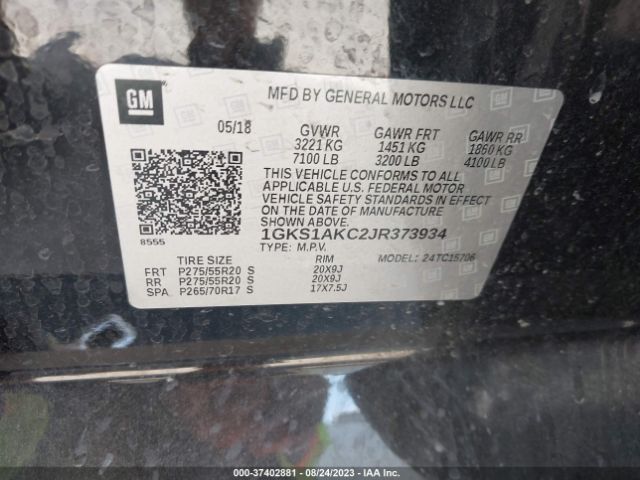 GM
MFD BY GENERAL MOTORS LLC
05/18 GVWR GAWR FRT GAWR RR
3221 KG 1451 KG 1860 KG
7100 LB 3200 LB 4100 LB
THIS VEHICLE CONFORMS TO ALL
APPLICABLE U.S. FEDERAL MOTOR
VEHICLE SAFETY STANDARDS IN EFFECT
ON THE DATE OF MANUFACTURE
SHOWN ABOVE.
1GKS1AKC2JR373934
8555 TYPE: M.P.V. MODEL: 24TC15706
TIRE SIZE RIM
FRT P275/55R20 S 20X9J
RR P275/55R20 S 20X9J
SPA P265/70R17 S 17X7.5J
000-37402881 - 08/24/2023 - IAA Inc.